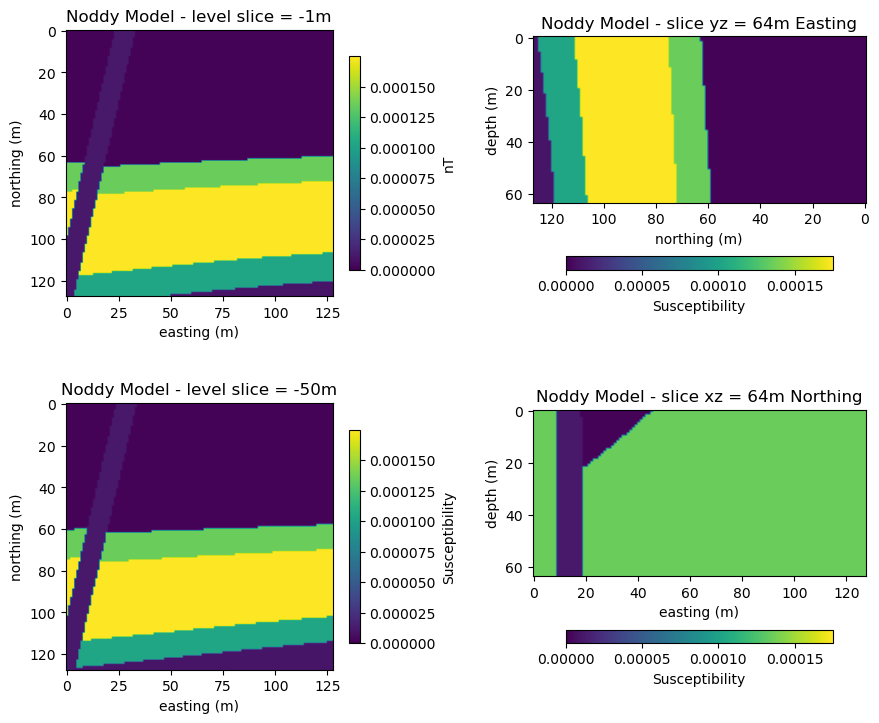 Noddy Model - level slice = -1m
0
20
40
60
80
100
120
northing (m)
0 25 50 75 100 125
easting (m)
0.000150
0.000125
0.000100
0.000075
0.000050
0.000025
0.000000
nT
Noddy Model - slice yz = 64m Easting
0
20
40
60
depth (m)
120 100 80 60 40 20 0
northing (m)
0.00000 0.00005 0.00010 0.00015
Susceptibility
Noddy Model - level slice = -50m
0
20
40
60
80
100
120
northing (m)
0 25 50 75 100 125
easting (m)
0.000150
0.000125
0.000100
0.000075
0.000050
0.000025
0.000000
Susceptibility
Noddy Model - slice xz = 64m Northing
0
20
40
60
depth (m)
0 20 40 60 80 100 120
easting (m)
0.00000 0.00005 0.00010 0.00015
Susceptibility